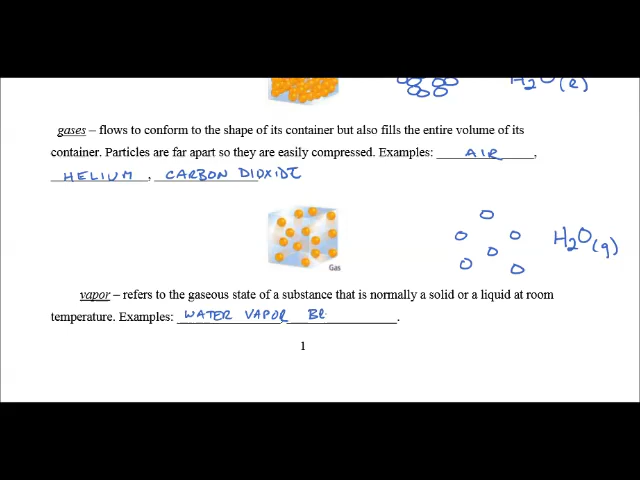 H₂O(l)
gases – flows to conform to the shape of its container but also fills the entire volume of its
container. Particles are far apart so they are easily compressed. Examples: AIR,
HELIUM, CARBON DIOXIDE
H₂O(g)
Gas
vapor – refers to the gaseous state of a substance that is normally a solid or a liquid at room
temperature. Examples: WATER VAPOR BR.
1